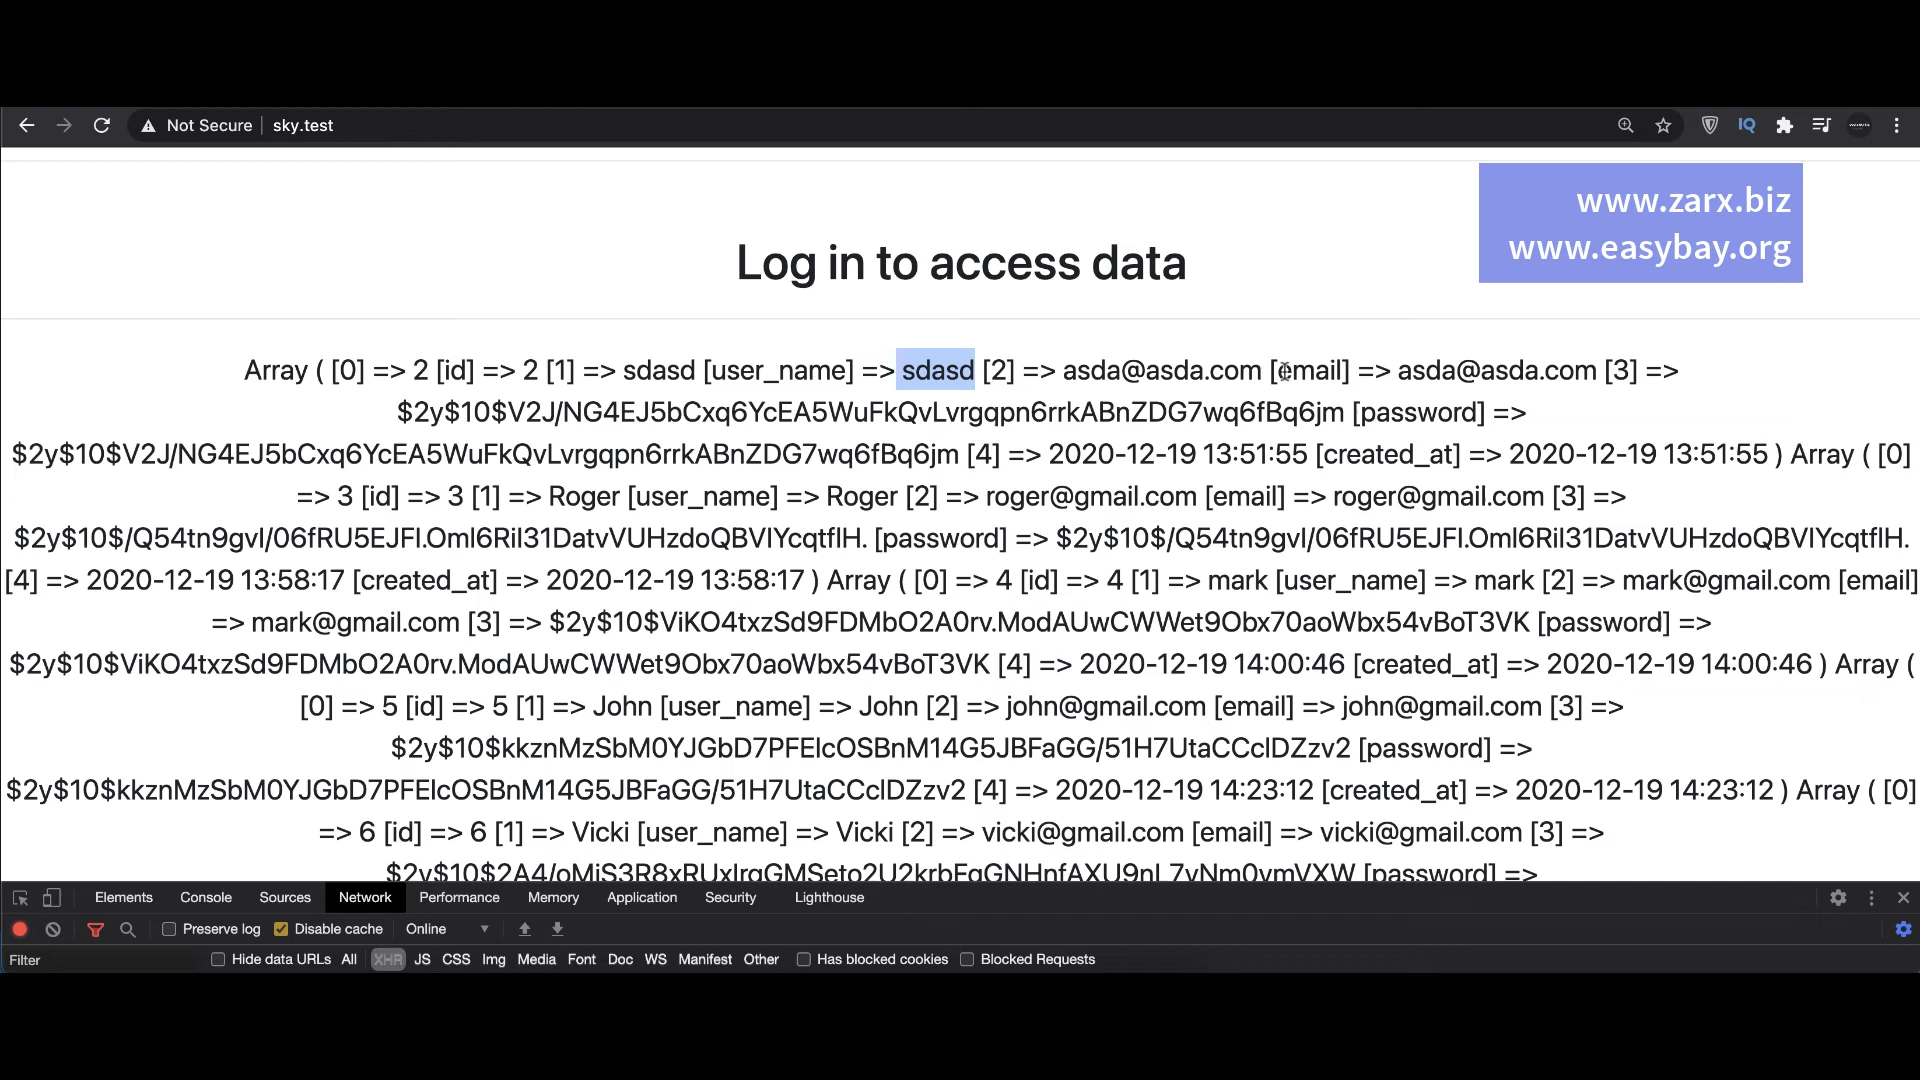 Not Secure sky.test
www.zarx.biz
www.easybay.org
Log in to access data
Array ( [0] => 2 [id] => 2 [1] => sdasd [user_name] => sdasd [2] => asda@asda.com [email] => asda@asda.com [3] =>
$2y$10$V2J/NG4EJ5bCxq6YcEA5WuFkQvLvrgqpn6rrkABnZDG7wq6fBq6jm [password] =>
$2y$10$V2J/NG4EJ5bCxq6YcEA5WuFkQvLvrgqpn6rrkABnZDG7wq6fBq6jm [4] => 2020-12-19 13:51:55 [created_at] => 2020-12-19 13:51:55 ) Array ( [0]
=> 3 [id] => 3 [1] => Roger [user_name] => Roger [2] => roger@gmail.com [email] => roger@gmail.com [3] =>
$2y$10$/Q54tn9gvI/06fRU5EJFI.Oml6RiI31DatvVUHzdoQBVIYcqtflH. [password] => $2y$10$/Q54tn9gvI/06fRU5EJFI.Oml6RiI31DatvVUHzdoQBVIYcqtflH.
[4] => 2020-12-19 13:58:17 [created_at] => 2020-12-19 13:58:17 ) Array ( [0] => 4 [id] => 4 [1] => mark [user_name] => mark [2] => mark@gmail.com [email]
=> mark@gmail.com [3] => $2y$10$ViKO4txzSd9FDMbO2A0rv.ModAUwCWWet9Obx70aoWbx54vBoT3VK [password] =>
$2y$10$ViKO4txzSd9FDMbO2A0rv.ModAUwCWWet9Obx70aoWbx54vBoT3VK [4] => 2020-12-19 14:00:46 [created_at] => 2020-12-19 14:00:46 ) Array (
[0] => 5 [id] => 5 [1] => John [user_name] => John [2] => john@gmail.com [email] => john@gmail.com [3] =>
$2y$10$kkznMzSbM0YJGbD7PFElcOSBnM14G5JBFaGG/51H7UtaCCclDZzv2 [password] =>
$2y$10$kkznMzSbM0YJGbD7PFElcOSBnM14G5JBFaGG/51H7UtaCCclDZzv2 [4] => 2020-12-19 14:23:12 [created_at] => 2020-12-19 14:23:12 ) Array ( [0]
=> 6 [id] => 6 [1] => Vicki [user_name] => Vicki [2] => vicki@gmail.com [email] => vicki@gmail.com [3] =>
[password] =>
Elements Console Sources Network Performance Memory Application Security Lighthouse
Preserve log Disable cache Online
Filter Hide data URLs All XHR JS CSS Img Media Font Doc WS Manifest Other Has blocked cookies Blocked Requests